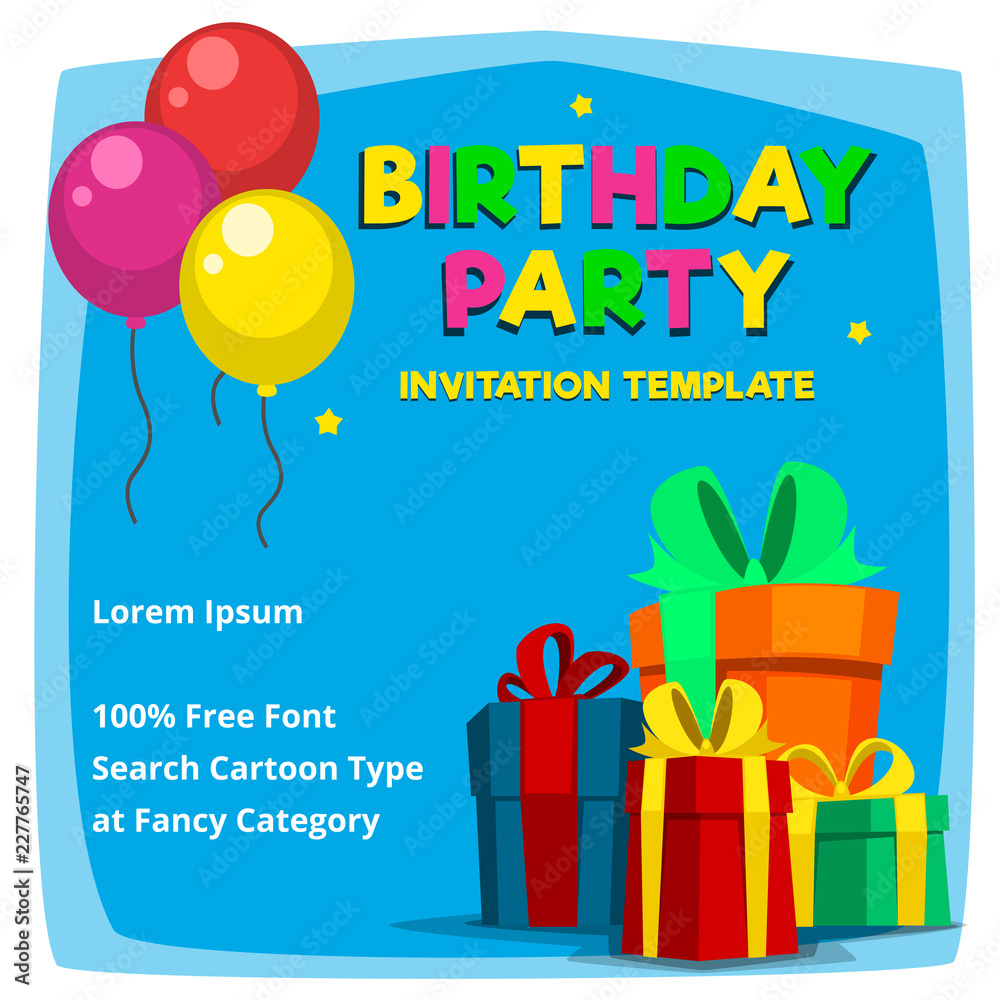 BIRTHDAY
PARTY
INVITATION TEMPLATE
Lorem Ipsum
100% Free Font
Search Cartoon Type
at Fancy Category
Adobe Stock | #227765747